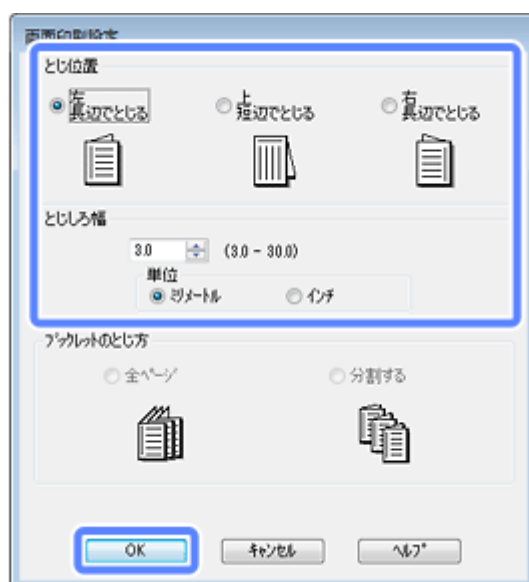 両面印刷設定
とじ位置
左
長辺でとじる
上
短辺でとじる
右
長辺でとじる
とじしろ幅
3.0 (3.0 - 30.0)
単位
ミリメートル インチ
ブックレットのとじ方
全ページ 分割する
OK キャンセル ヘルプ